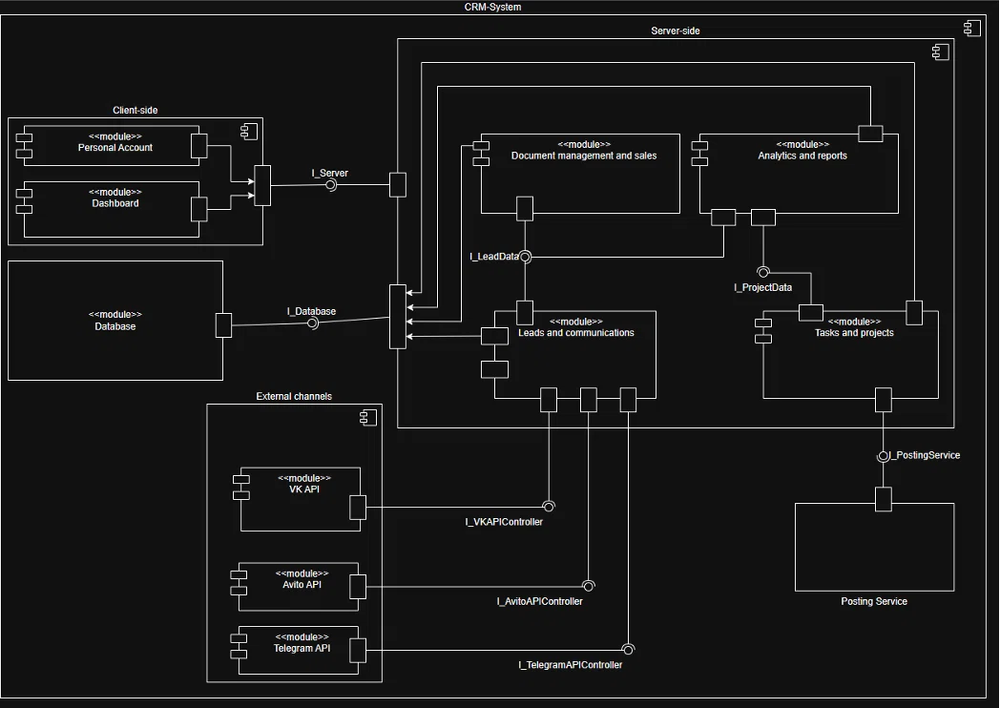 CRM-System
Server-side
Client-side
<<module>>
Personal Account
<<module>>
Dashboard
I_Server
<<module>>
Document management and sales
<<module>>
Analytics and reports
I_LeadData
I_ProjectData
<<module>>
Database
I_Database
<<module>>
Leads and communications
<<module>>
Tasks and projects
External channels
<<module>>
VK API
I_VKAPIController
I_PostingService
<<module>>
Avito API
I_AvitoAPIController
Posting Service
<<module>>
Telegram API
I_TelegramAPIController